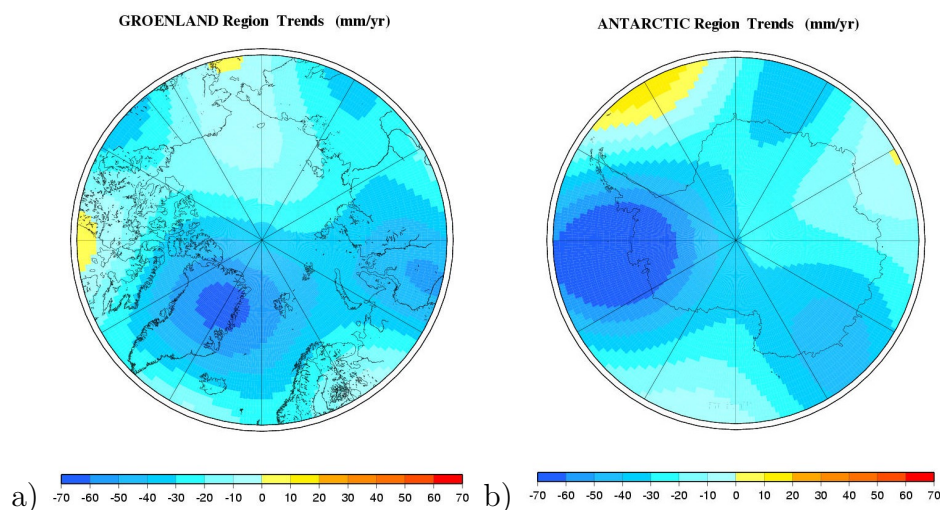 GROENLAND Region Trends (mm/yr)
ANTARCTIC Region Trends (mm/yr)
a)
-70 -60 -50 -40 -30 -20 -10 0 10 20 30 40 50 60 70
b)
-70 -60 -50 -40 -30 -20 -10 0 10 20 30 40 50 60 70